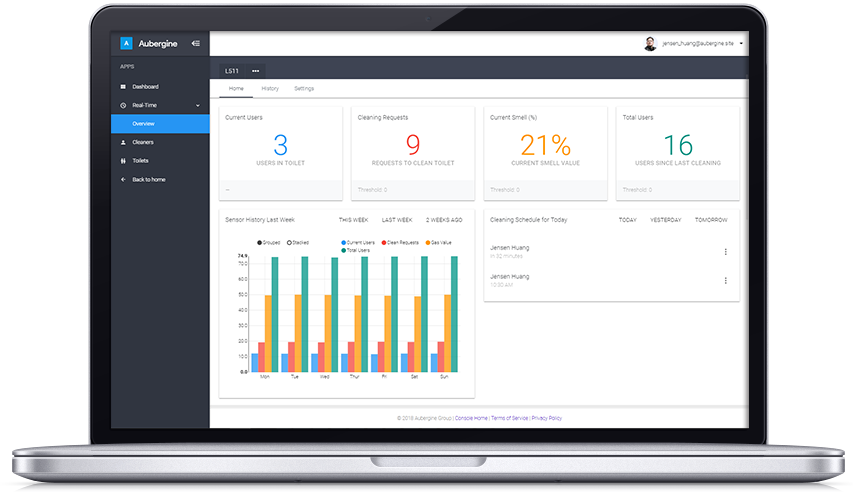 Aubergine
jensen_huang@aubergine.site
APPS
Dashboard
Real-Time
Overview
Cleaners
Toilets
Back to home
LS11
Home History Settings
Current Users
3
USERS IN TOILET
Cleaning Requests
9
REQUESTS TO CLEAN TOILET
Threshold: 0
Current Smell (%)
21%
CURRENT SMELL VALUE
Threshold: 0
Total Users
16
USERS SINCE LAST CLEANING
Threshold: 0
Sensor History Last Week THIS WEEK LAST WEEK 2 WEEKS AGO
Grouped Stacked Current Users Clean Requests Gas Value
Total Users
74.9
70.0
60.0
50.0
40.0
30.0
20.0
10.0
0.0
Mon Tue Wed Thur Fri Sat Sun
Cleaning Schedule for Today TODAY YESTERDAY TOMORROW
Jensen Huang
in 32 minutes
Jensen Huang
10:30 AM
© 2018 Aubergine Group | Console Home | Terms of Service | Privacy Policy